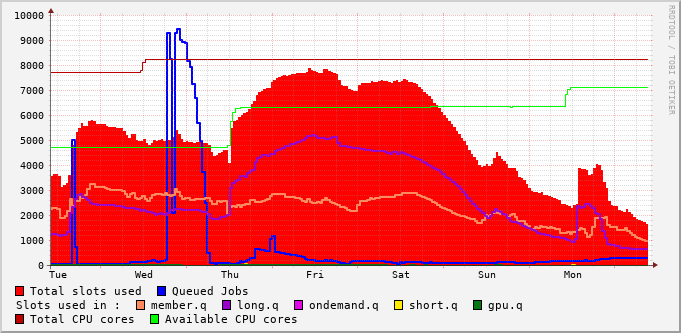 RRDTOOL / TOBI OETIKER
10000
9000
8000
7000
6000
5000
4000
3000
2000
1000
0
Tue Wed Thu Fri Sat Sun Mon
Total slots used Queued Jobs
Slots used in : member.q long.q ondemand.q short.q gpu.q
Total CPU cores Available CPU cores